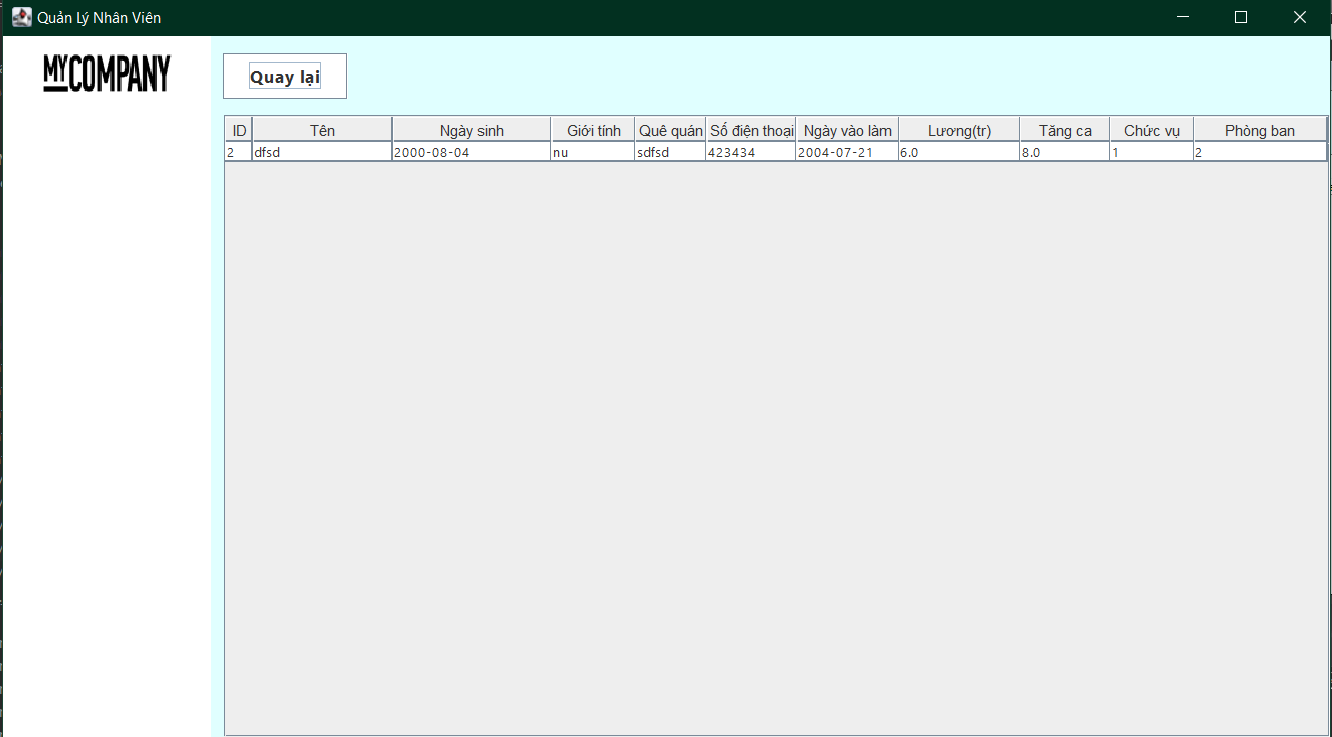 Quản Lý Nhân Viên
MYCOMPANY
Quay lại
ID Tên Ngày sinh Giới tính Quê quán Số điện thoại Ngày vào làm Lương(tr) Tăng ca Chức vụ Phòng ban
2 dfsd 2000-08-04 nu sdfsd 423434 2004-07-21 6.0 8.0 1 2